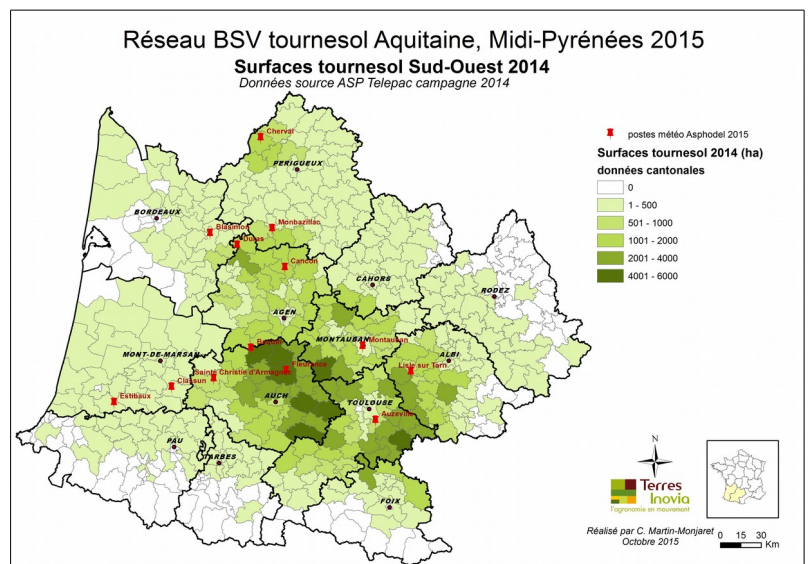 Réseau BSV tournesol Aquitaine, Midi-Pyrénées 2015
Surfaces tournesol Sud-Ouest 2014
Données source ASP Telepac campagne 2014
postes météo Asphodel 2015
Surfaces tournesol 2014 (ha)
données cantonales
0
1 - 500
501 - 1000
1001 - 2000
2001 - 4000
4001 - 6000
Cherval
PERIGUEUX
BORDEAUX
Blasimon
Monbazillac
Duras
Cancon
CAHORS
RODEZ
AGEN
MONTAUBAN
Montauban
MONT-DE-MARSAN
ALBI
Sainte Christie d'Armagnac
Fleurance
Lisle sur Tarn
Classun
Estibaux
AUCH
TOULOUSE
Auzeville
PAU
TARBES
FOIX
N
Terres
Inovia
l'agronomie en mouvement
Réalisé par C. Martin-Monjaret
Octobre 2015
0 15 30
Km